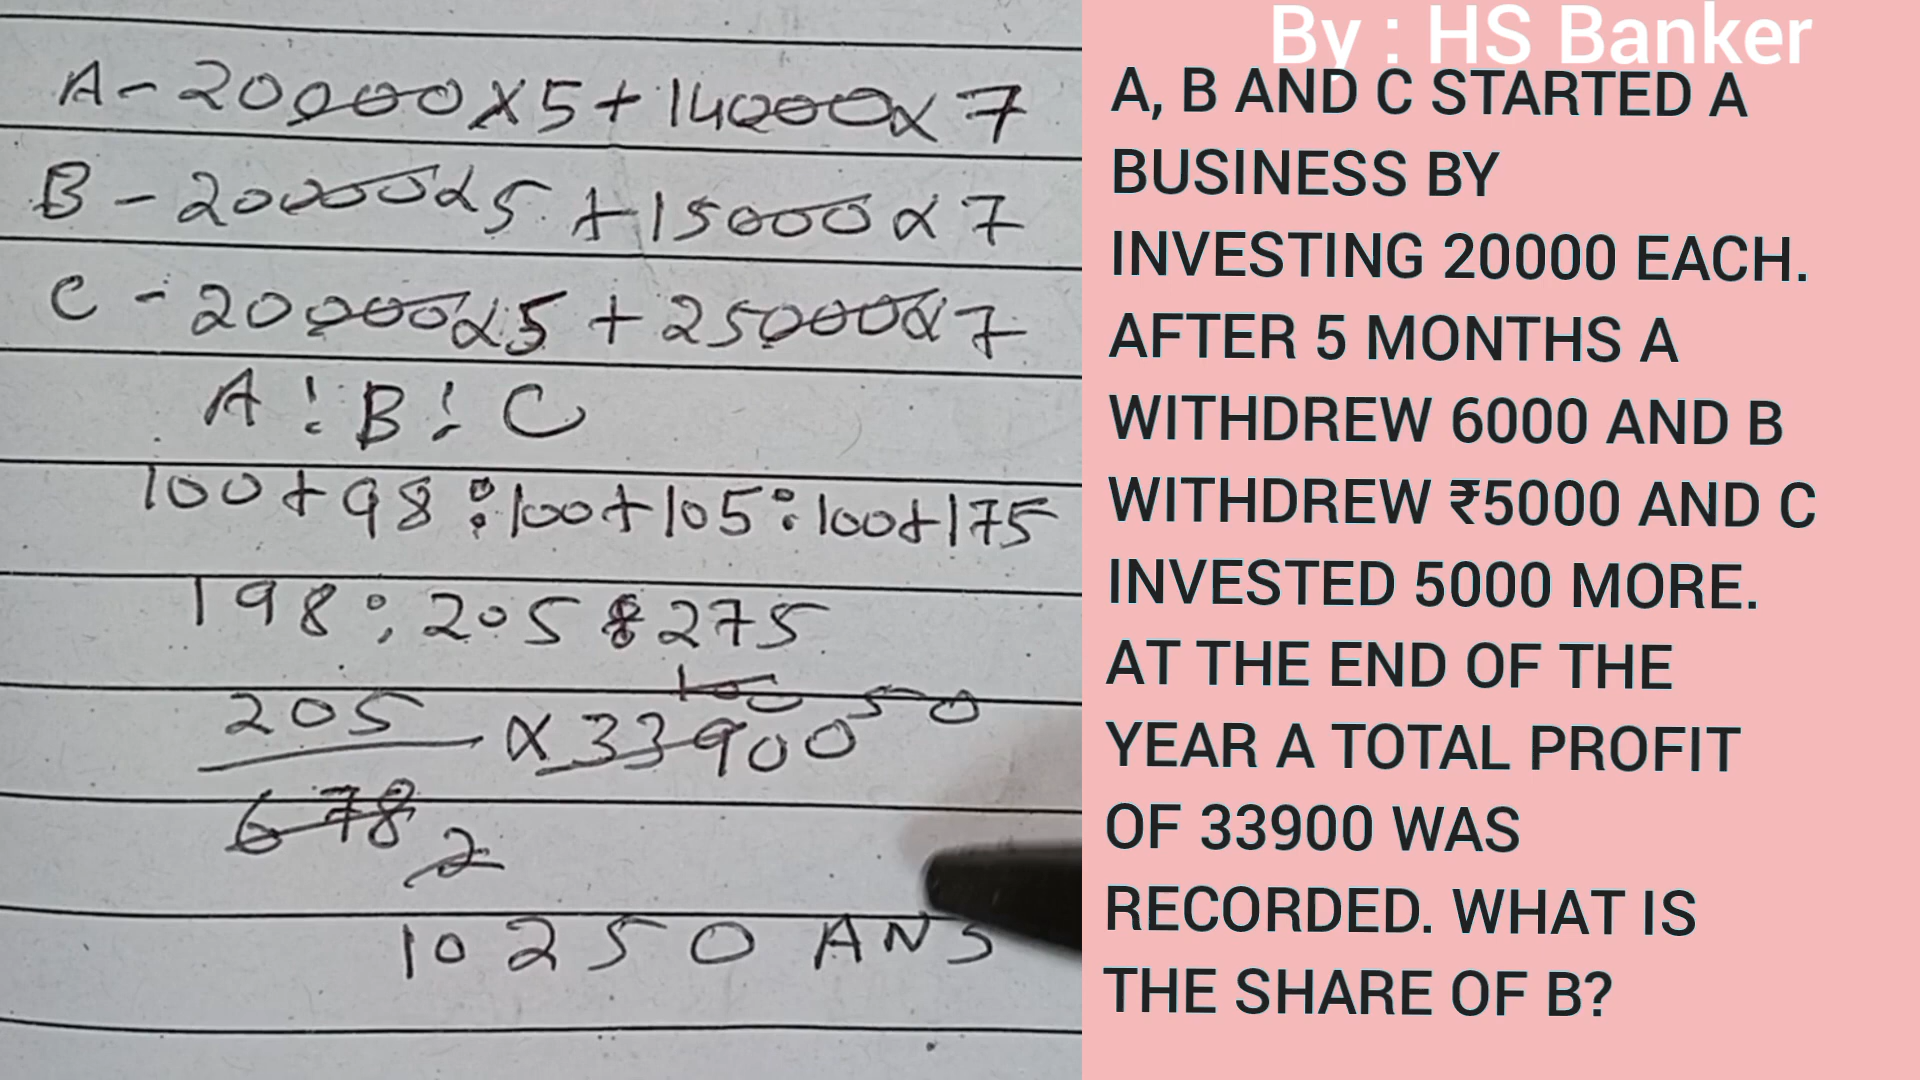 A - 20000 X 5 + 14000 x 7
B - 20000 x 5 + 15000 x 7
C - 20000 x 5 + 25000 x 7
A : B : C
100 + 98 : 100 + 105 : 100 + 175
198 : 205 : 275
100 50
205 x 33900
678 2
10250 ANS
By : HS Banker
A, B AND C STARTED A
BUSINESS BY
INVESTING 20000 EACH.
AFTER 5 MONTHS A
WITHDREW 6000 AND B
WITHDREW ₹5000 AND C
INVESTED 5000 MORE.
AT THE END OF THE
YEAR A TOTAL PROFIT
OF 33900 WAS
RECORDED. WHAT IS
THE SHARE OF B?